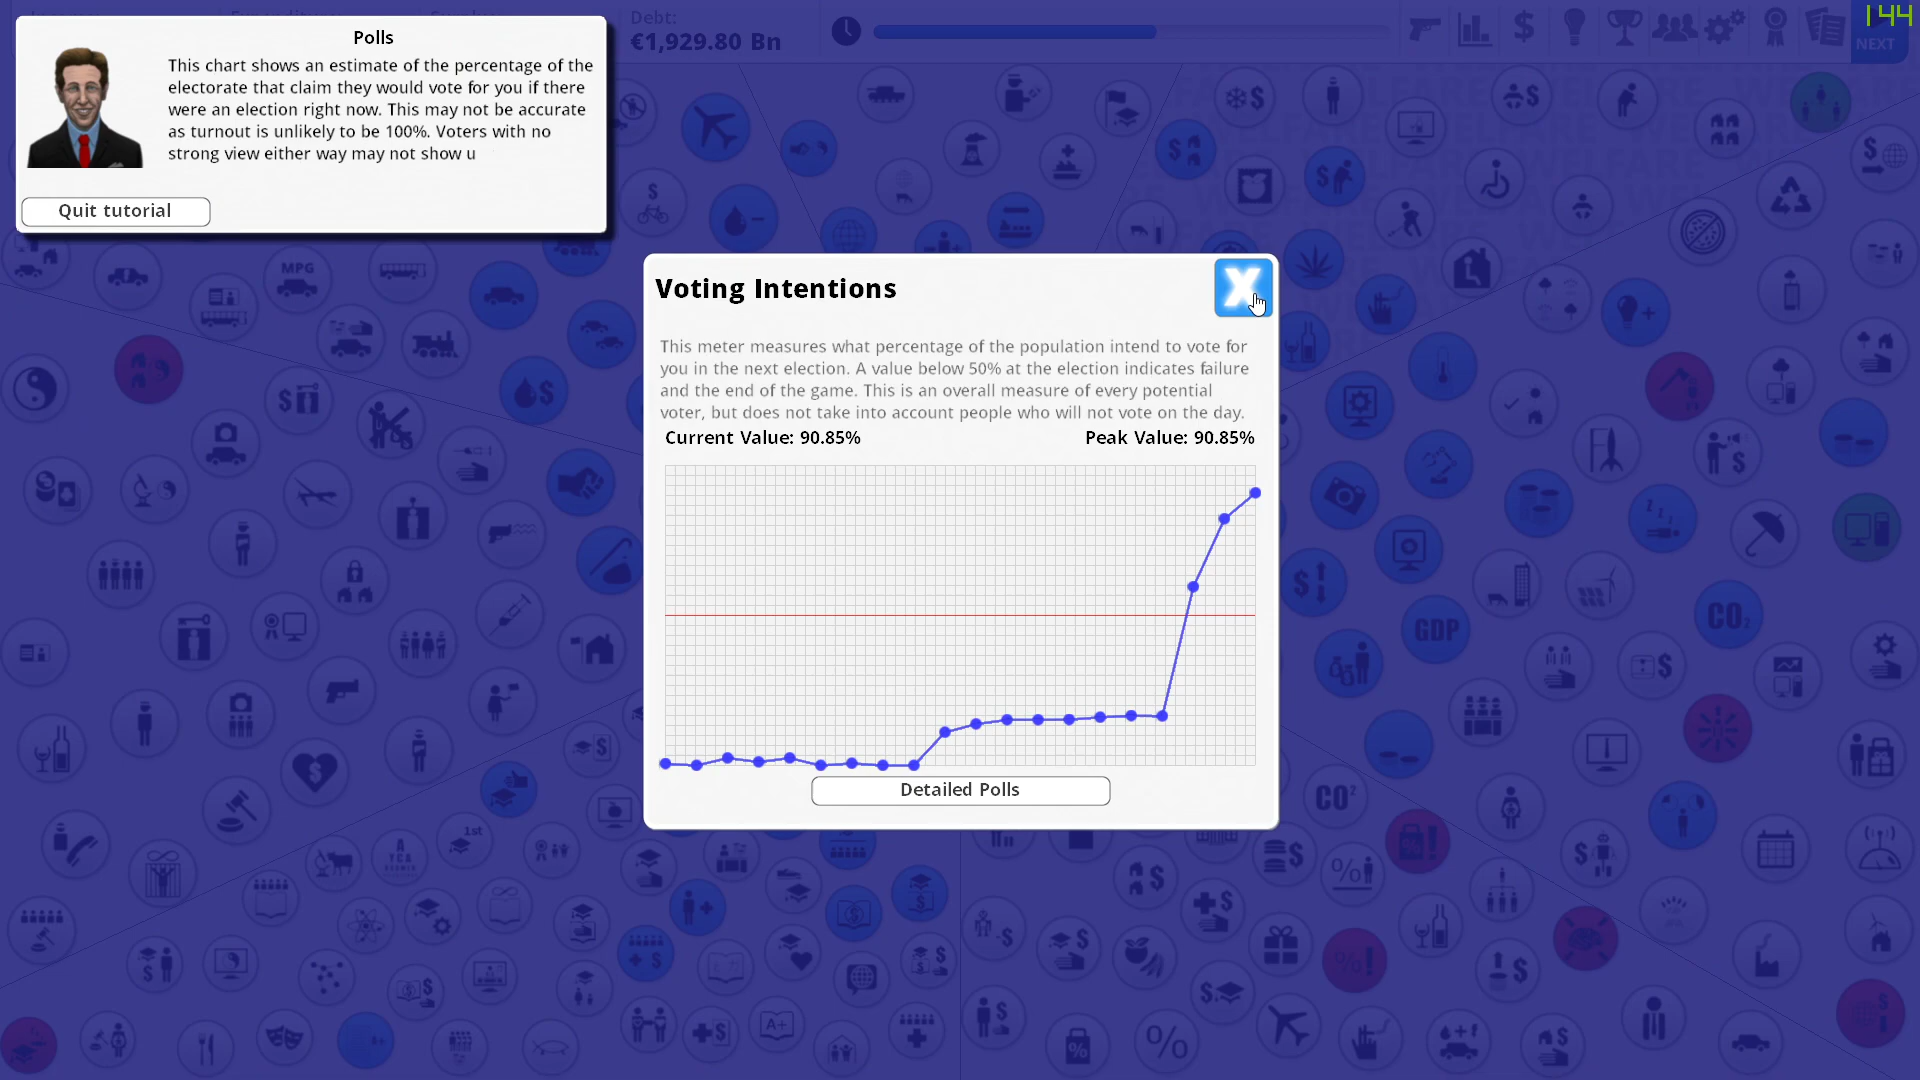 Polls
This chart shows an estimate of the percentage of the
electorate that claim they would vote for you if there
were an election right now. This may not be accurate
as turnout is unlikely to be 100%. Voters with no
strong view either way may not show u
Quit tutorial
Debt:
€1,929.80 Bn
144
NEXT
Voting Intentions
X
This meter measures what percentage of the population intend to vote for
you in the next election. A value below 50% at the election indicates failure
and the end of the game. This is an overall measure of every potential
voter, but does not take into account people who will not vote on the day.
Current Value: 90.85%
Peak Value: 90.85%
Detailed Polls
MPG
GDP
CO₂
CO²
1st
A+